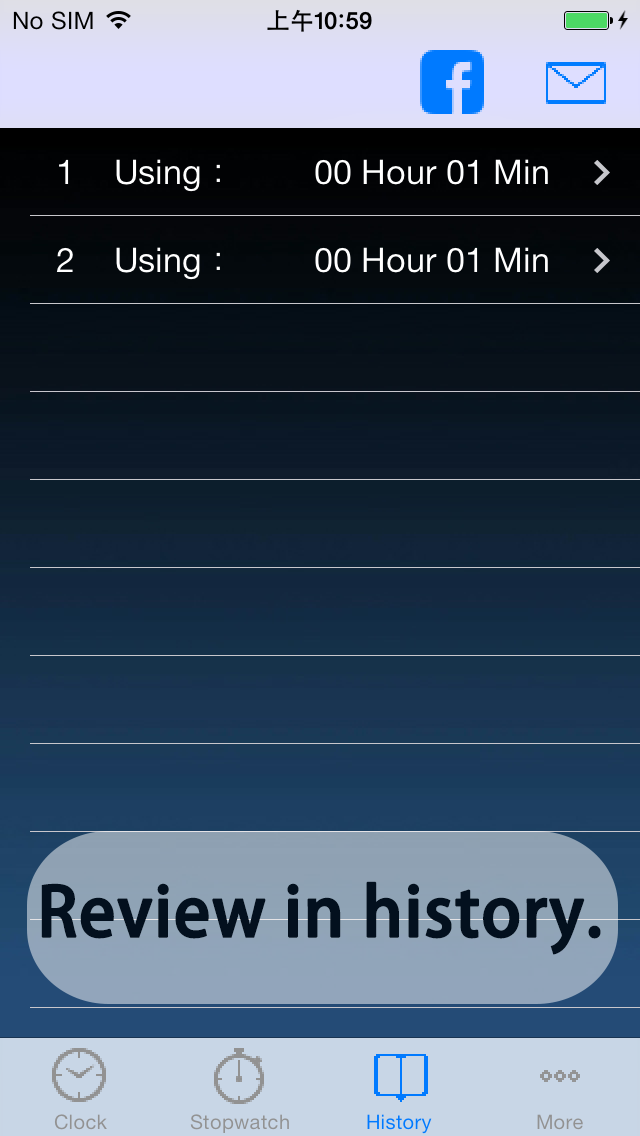 No SIM 上午10:59
1 Using： 00 Hour 01 Min
2 Using： 00 Hour 01 Min
Review in history.
Clock Stopwatch History More